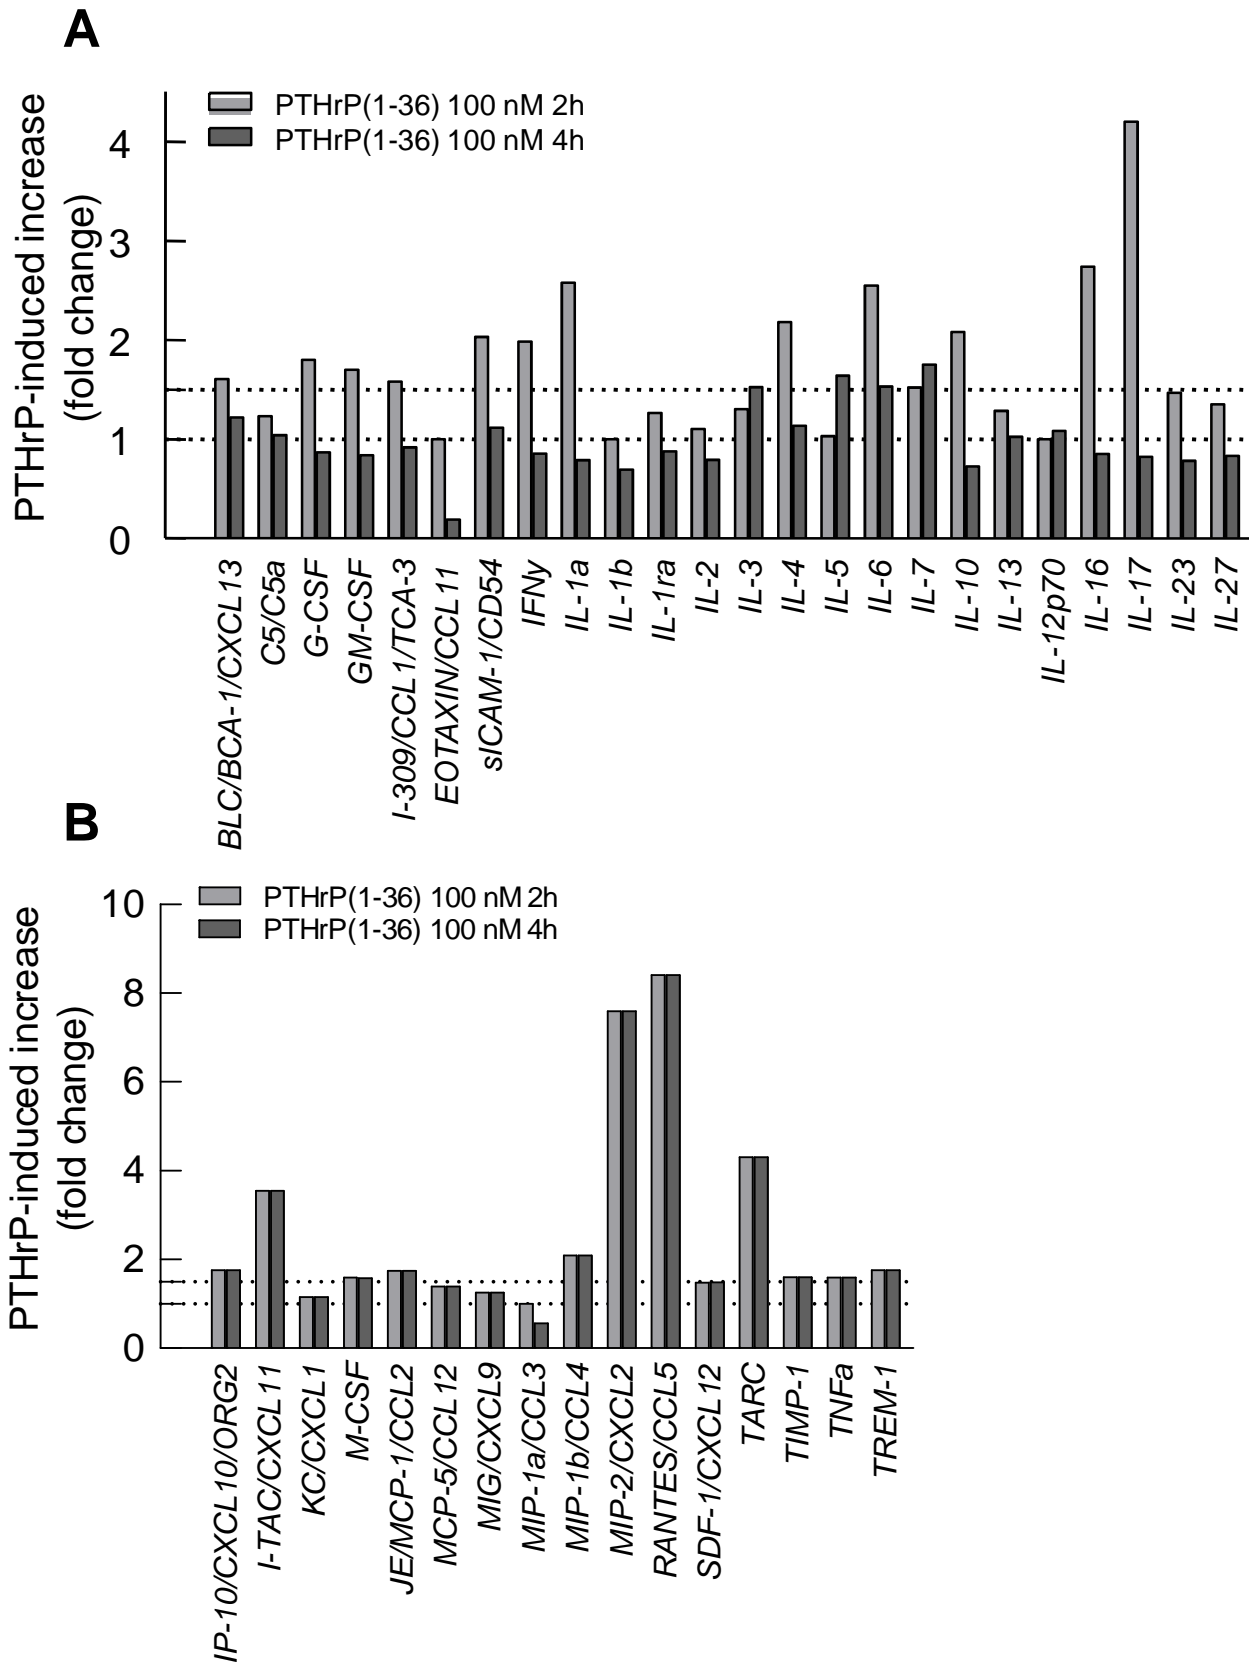 A
PTHrP-induced increase
(fold change)
PTHrP(1-36) 100 nM 2h
PTHrP(1-36) 100 nM 4h
4
3
2
1
0
BLC/BCA-1/CXCL13
C5/C5a
G-CSF
GM-CSF
I-309/CCL1/TCA-3
EOTAXIN/CCL11
sICAM-1/CD54
IFNy
IL-1a
IL-1b
IL-1ra
IL-2
IL-3
IL-4
IL-5
IL-6
IL-7
IL-10
IL-13
IL-12p70
IL-16
IL-17
IL-23
IL-27
B
PTHrP-induced increase
(fold change)
PTHrP(1-36) 100 nM 2h
PTHrP(1-36) 100 nM 4h
10
8
6
4
2
0
IP-10/CXCL10/ORG2
I-TAC/CXCL11
KC/CXCL1
M-CSF
JE/MCP-1/CCL2
MCP-5/CCL12
MIG/CXCL9
MIP-1a/CCL3
MIP-1b/CCL4
MIP-2/CXCL2
RANTES/CCL5
SDF-1/CXCL12
TARC
TIMP-1
TNFa
TREM-1